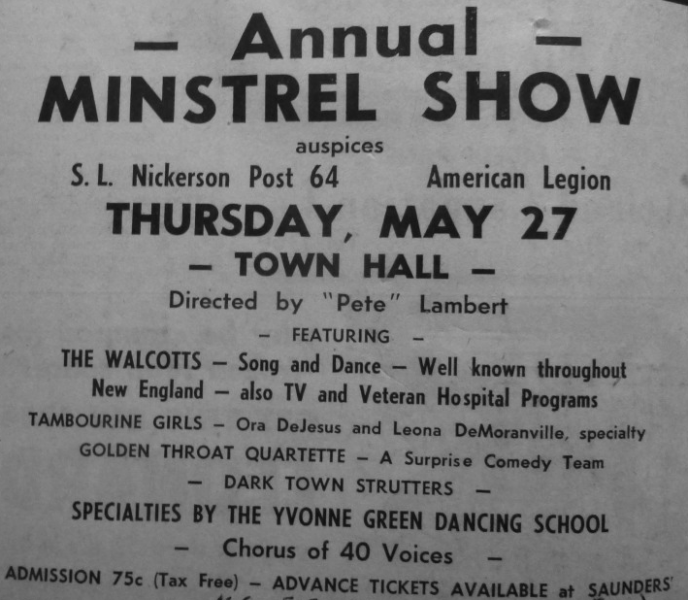 — Annual —
MINSTREL SHOW
auspices
S. L. Nickerson Post 64 American Legion
THURSDAY, MAY 27
— TOWN HALL —
Directed by "Pete" Lambert
— FEATURING —
THE WALCOTTS — Song and Dance — Well known throughout
New England — also TV and Veteran Hospital Programs
TAMBOURINE GIRLS — Ora DeJesus and Leona DeMoranville, specialty
GOLDEN THROAT QUARTETTE — A Surprise Comedy Team
— DARK TOWN STRUTTERS —
SPECIALTIES BY THE YVONNE GREEN DANCING SCHOOL
— Chorus of 40 Voices —
ADMISSION 75c (Tax Free) — ADVANCE TICKETS AVAILABLE at SAUNDERS'